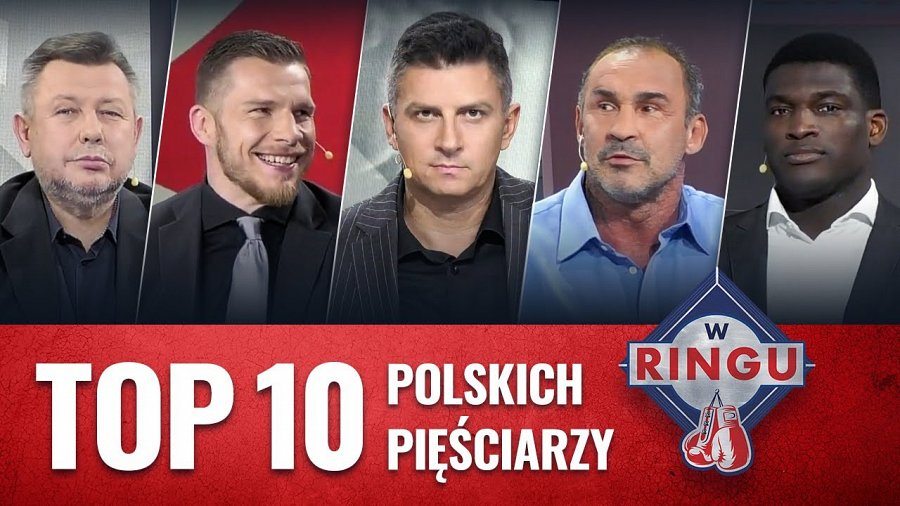 TOP 10
POLSKICH
PIĘŚCIARZY
W
RINGU